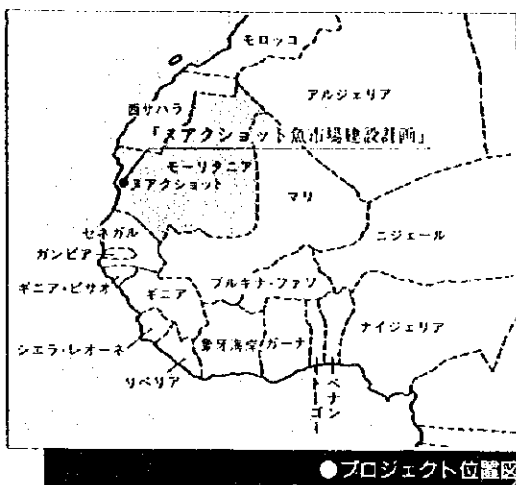 モロッコ
西サハラ
アルジェリア
「ヌアクショット魚市場建設計画」
モーリタニア
ヌアクショット
マリ
セネガル
ニジェール
ガンビア
ギニア・ビサオ
ギニア
ブルキナ・ファソ
シエラ・レオーネ
象牙海岸
ガーナ
ナイジェリア
リベリア
トゴー
ベナン
●プロジェクト位置図